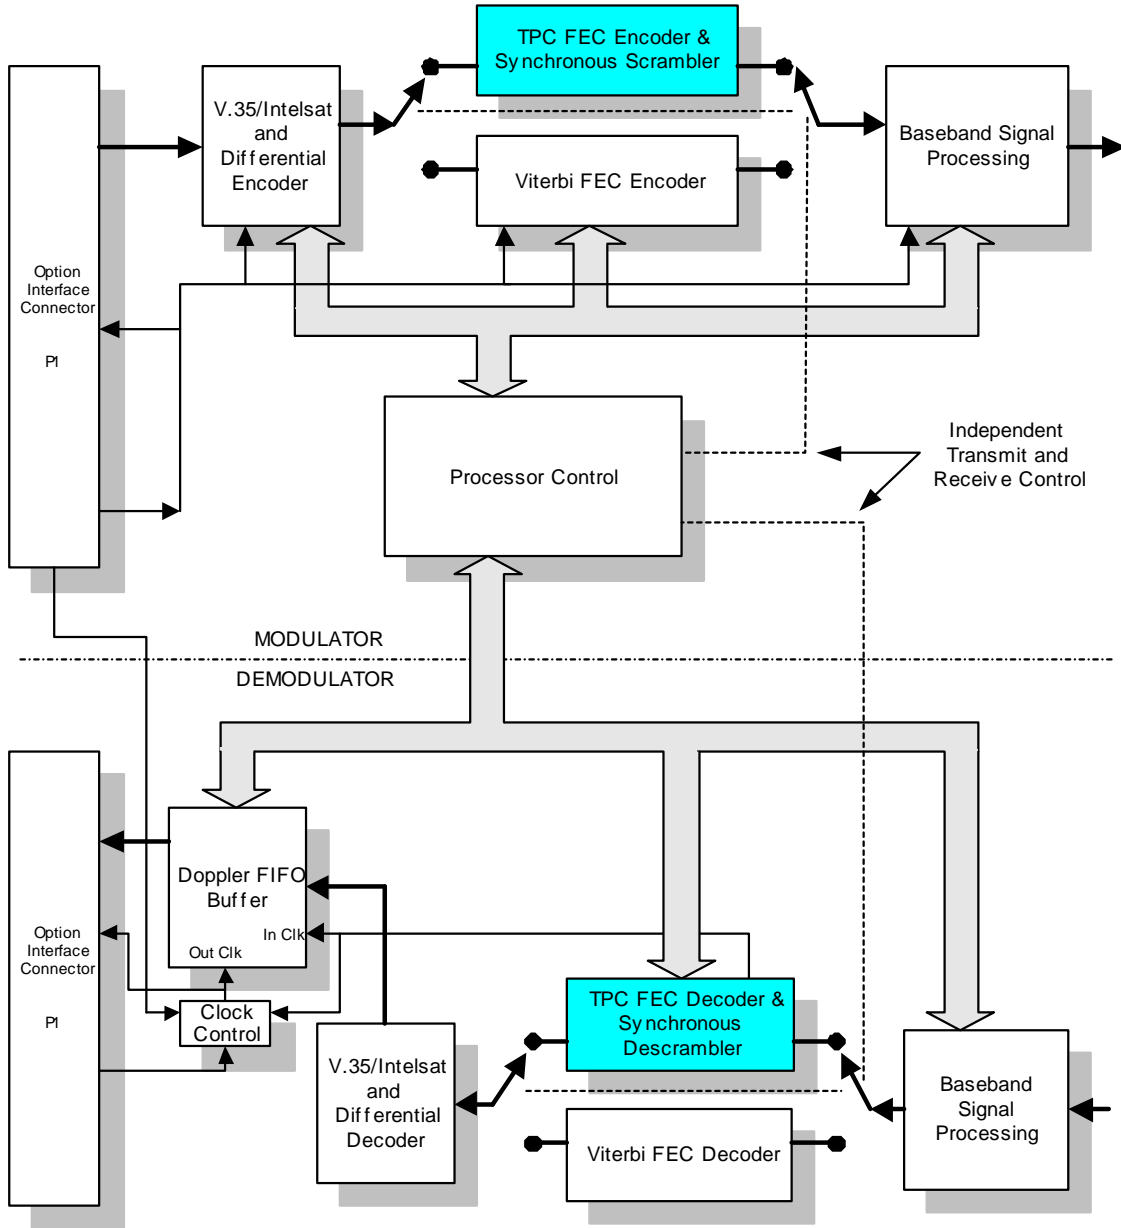 TPC FEC Encoder &
Synchronous Scrambler
V.35/Intelsat
and
Differential
Encoder
Baseband Signal
Processing
Viterbi FEC Encoder
Option
Interface
Connector
P1
Processor Control
Independent
Transmit and
Receive Control
MODULATOR
DEMODULATOR
Doppler FIFO
Buffer
In Clk
Out Clk
Option
Interface
Connector
P1
Clock
Control
TPC FEC Decoder &
Synchronous
Descrambler
V.35/Intelsat
and
Differential
Decoder
Baseband
Signal
Processing
Viterbi FEC Decoder